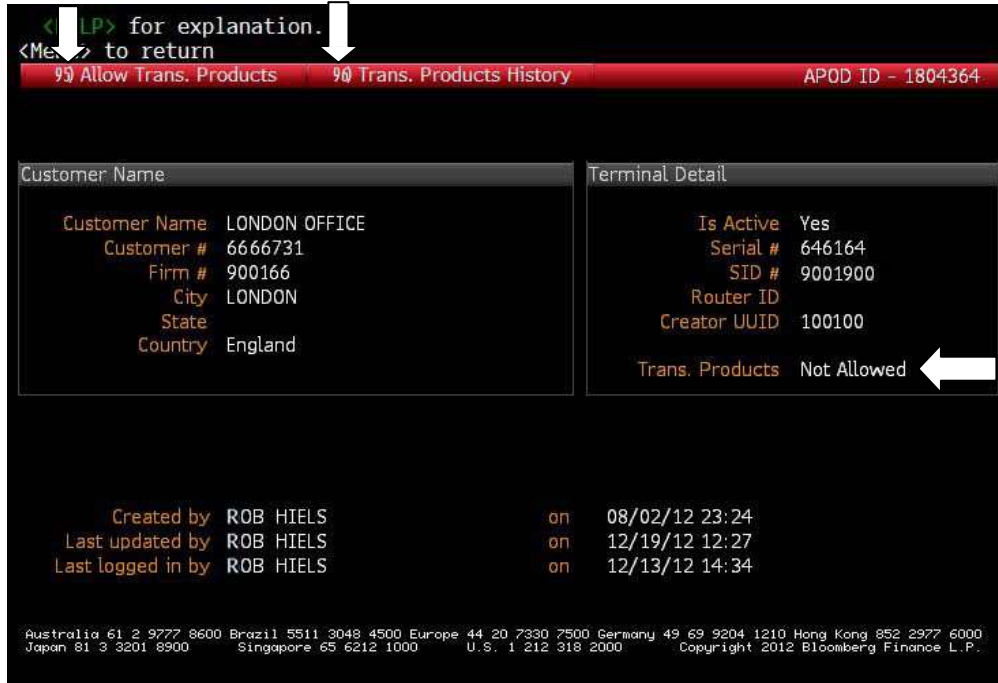 for explanation.
to return
Allow Trans. Products Trans. Products History APOD ID - 1804364
Customer Name Terminal Detail
Customer Name LONDON OFFICE Is Active Yes
Customer # 6666731 Serial # 646164
Firm # 900166 SID # 9001900
City LONDON Router ID
State Creator UUID 100100
Country England
Trans. Products Not Allowed
Created by ROB HIELS on 08/02/12 23:24
Last updated by ROB HIELS on 12/19/12 12:27
Last logged in by ROB HIELS on 12/13/12 14:34
Australia 61 2 9777 8600 Brazil 5511 3048 4500 Europe 44 20 7330 7500 Germany 49 69 9204 1210 Hong Kong 852 2977 6000
Japan 81 3 3201 8900 Singapore 65 6212 1000 U.S. 1 212 318 2000 Copyright 2012 Bloomberg Finance L.P.